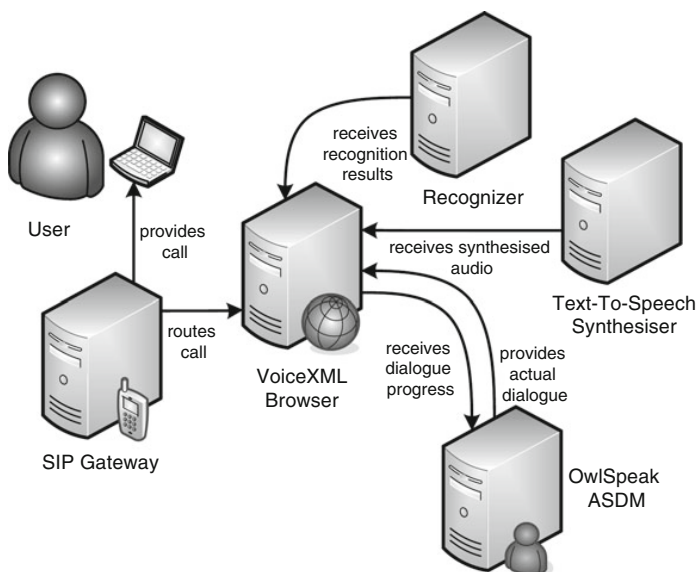 receives
recognition
results
Recognizer
User
provides
call
receives synthesised
audio
Text-To-Speech
Synthesiser
routes
call
VoiceXML
Browser
receives
dialogue
progress
provides
actual
dialogue
SIP Gateway
OwlSpeak
ASDM